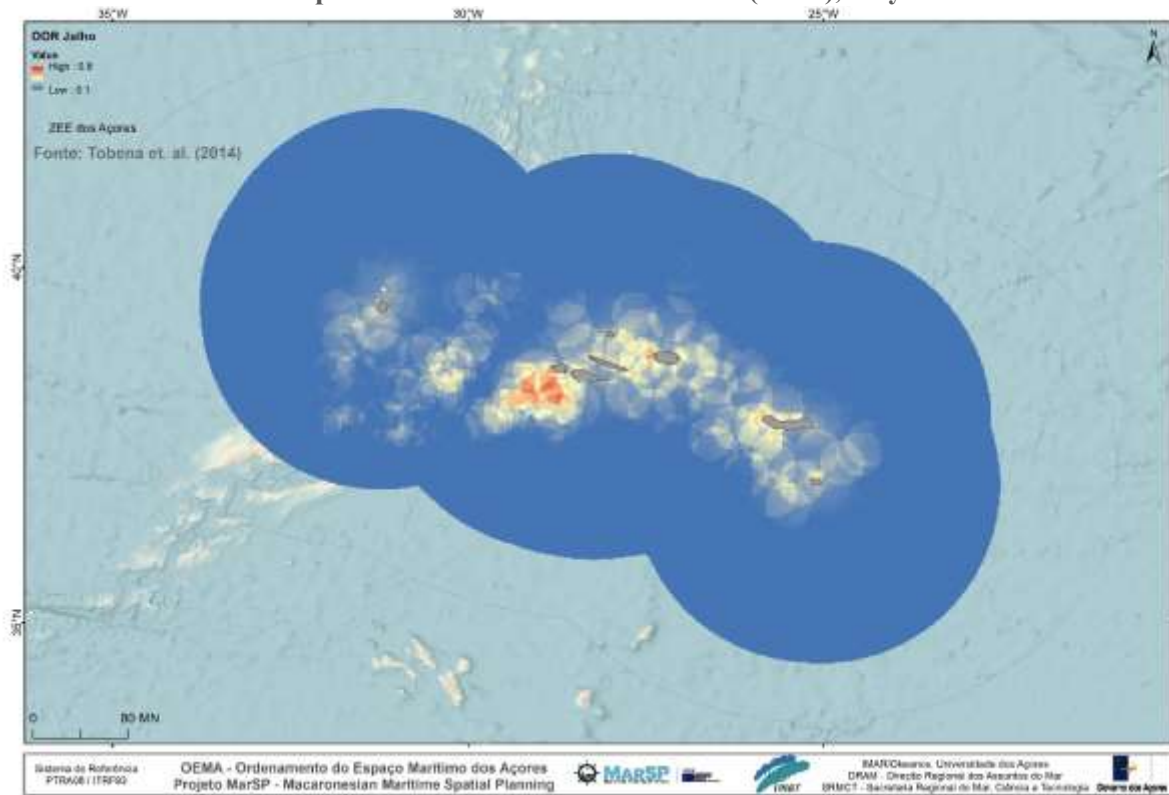 35°W
30°W
25°W
N
Value
High : 0.9
Low : 0.1
ZEE dos Açores
Fonte: Tobena et. al. (2014)
40°N
35°N
0 80 MN
Sistema de Referência
PTRA08 / ITRF93
OEMA - Ordenamento do Espaço Marítimo dos Açores
Projeto MarSP - Macaronesian Maritime Spatial Planning
MARSP
IMAR
IMAR/Okeanos, Universidade dos Açores
DRAM - Direção Regional dos Assuntos do Mar
SRMCT - Secretaria Regional do Mar, Ciência e Tecnologia
Governo dos Açores